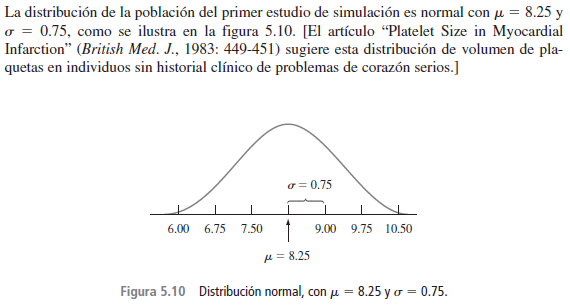 La distribución de la población del primer estudio de simulación es normal con μ = 8.25 y
σ = 0.75, como se ilustra en la figura 5.10. [El artículo “Platelet Size in Myocardial
Infarction” (British Med. J., 1983: 449-451) sugiere esta distribución de volumen de pla-
quetas en individuos sin historial clínico de problemas de corazón serios.]
σ = 0.75
6.00 6.75 7.50 9.00 9.75 10.50
μ = 8.25
Figura 5.10 Distribución normal, con μ = 8.25 y σ = 0.75.